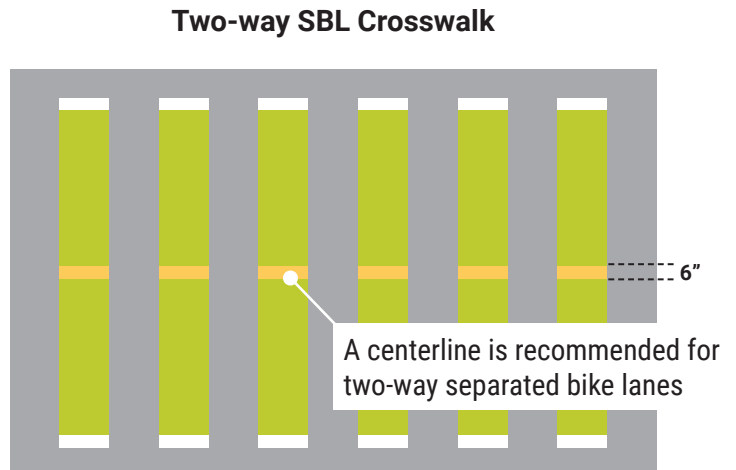 Two-way SBL Crosswalk
6”
A centerline is recommended for
two-way separated bike lanes